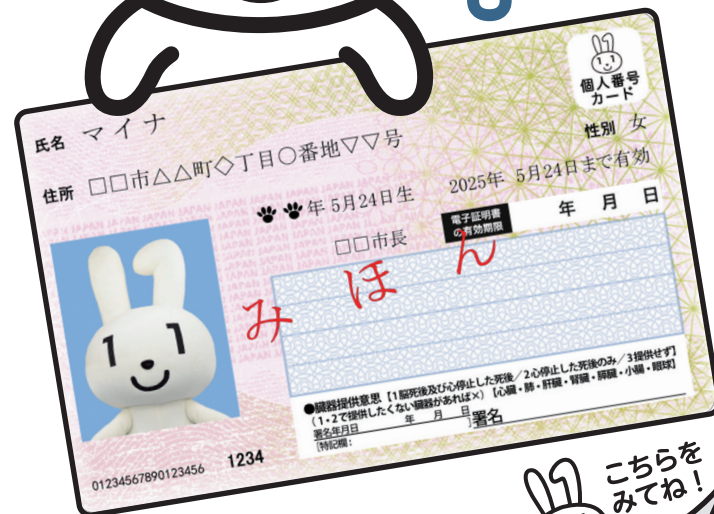 個人番号
カード
氏名 マイナ
性別 女
住所 □□市△△町◇丁目○番地▽▽号
年 5月24日生 2025年 5月24日まで有効
□□市長
電子証明書
の有効期限
年 月 日
みほん
JAPAN JAPAN JAPAN JAPAN JAPAN
●臓器提供意思【1脳死後及び心停止した死後/2心停止した死後のみ/3提供せず】
(1・2で提供したくない臓器があれば×)【心臓・肺・肝臓・腎臓・膵臓・小腸・眼球】
署名年月日 年 月 日
[特記欄: ]署名
01234567890123456 1234
こちらを
みてね!